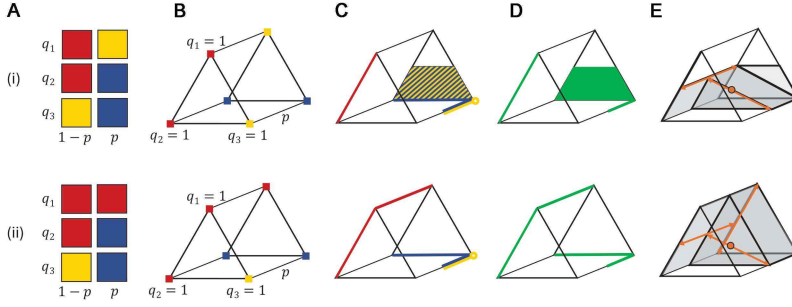 A B C D E
(i)
q₁
q₂
q₃
1 − p p
q₁ = 1
q₂ = 1 q₃ = 1 p
(ii)
q₁
q₂
q₃
1 − p p
q₁ = 1
q₂ = 1 q₃ = 1 p